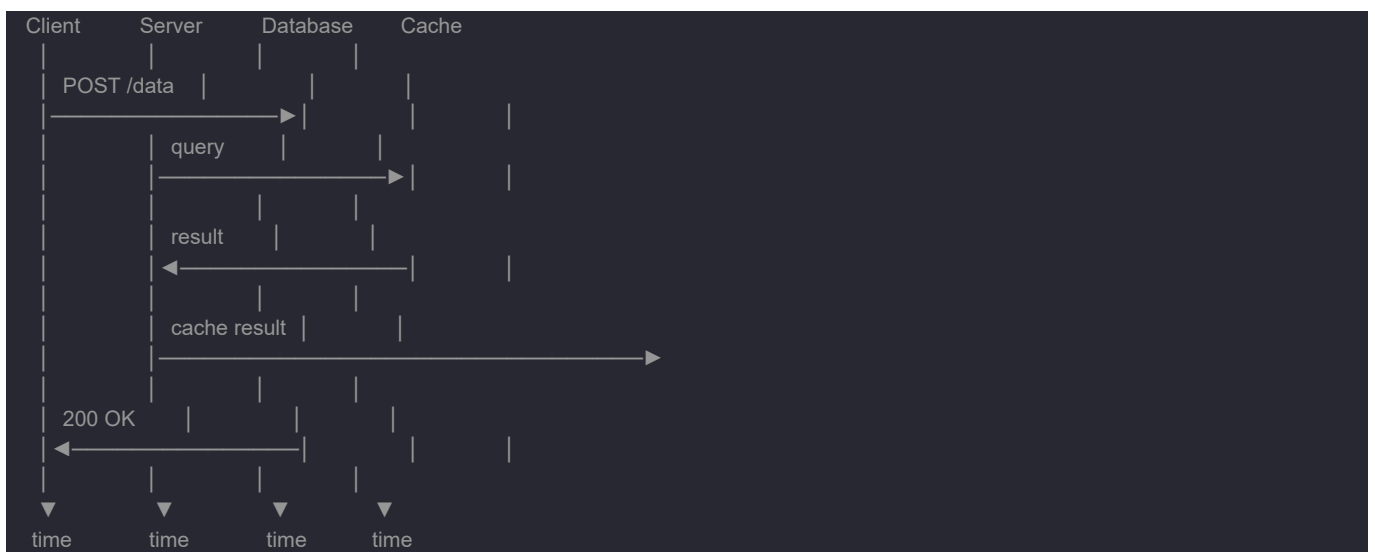 Client Server Database Cache
POST /data
query
result
cache result
200 OK
time time time time